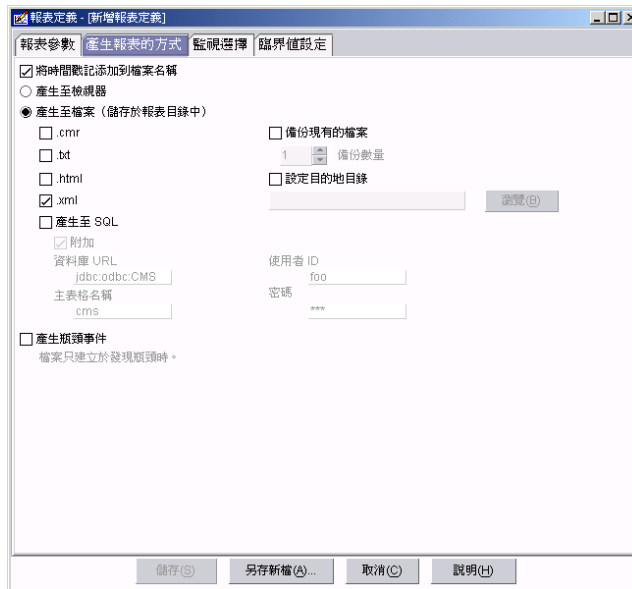 報表定義 - [新增報表定義]
報表參數 產生報表的方式 監視選擇 臨界值設定
將時間戳記添加到檔案名稱
產生至檢視器
產生至檔案（儲存於報表目錄中）
.cmr 備份現有的檔案
.txt 1 備份數量
.html 設定目的地目錄
.xml 瀏覽(B)
產生至 SQL
附加
資料庫 URL 使用者 ID
jdbc:odbc:CMS foo
主表格名稱 密碼
cms ***
產生瓶頸事件
檔案只建立於發現瓶頸時。
儲存(S) 另存新檔(A)... 取消(C) 說明(H)